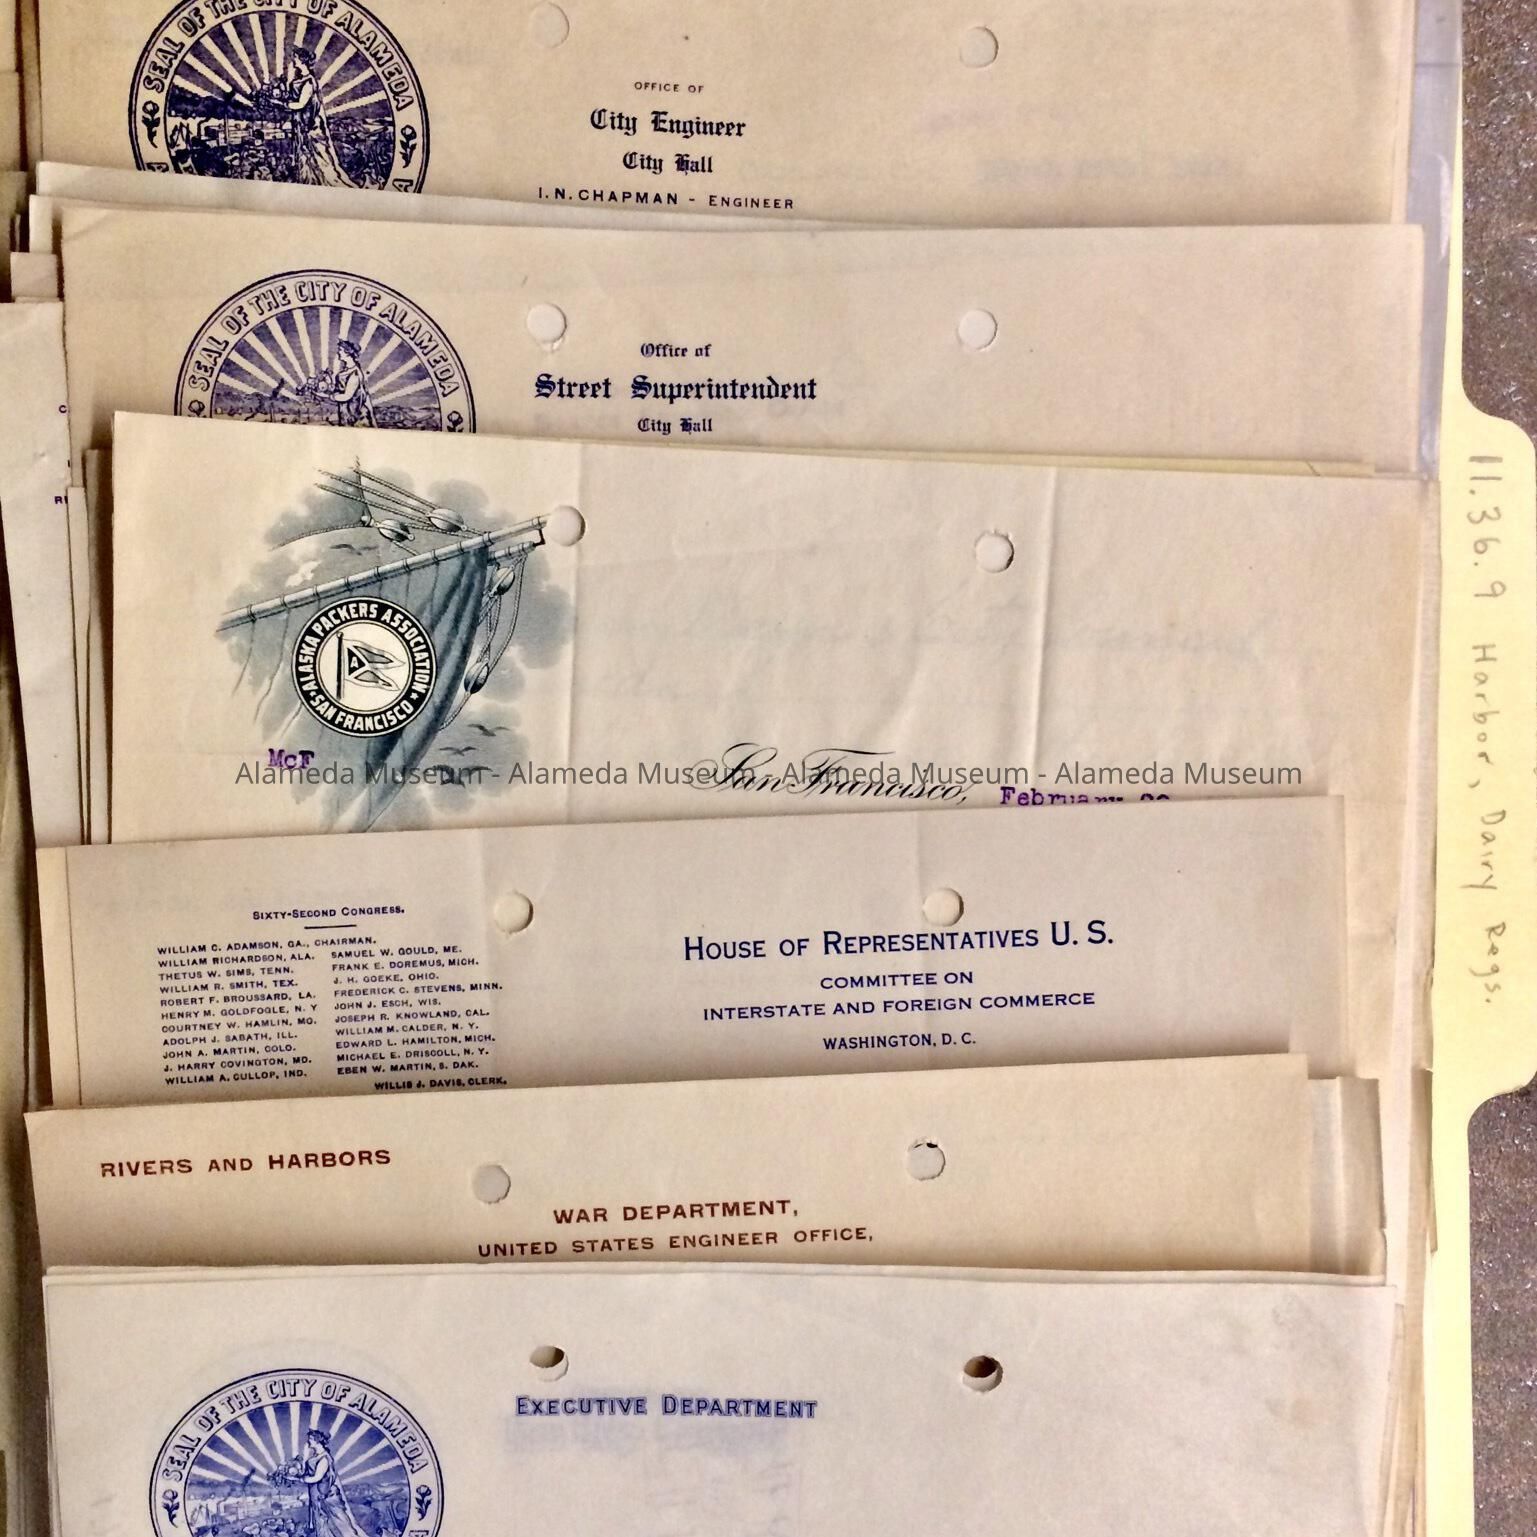 SEAL OF THE CITY OF ALAMEDA
OFFICE OF
City Engineer
City Hall
I. N. CHAPMAN - ENGINEER
SEAL OF THE CITY OF ALAMEDA
Office of
Street Superintendent
City Hall
ALASKA PACKERS ASSOCIATION
SAN FRANCISCO
A
McF
San Francisco, February
Alameda Museum - Alameda Museum - Alameda Museum - Alameda Museum
SIXTY-SECOND CONGRESS.
WILLIAM C. ADAMSON, GA., CHAIRMAN.
WILLIAM RICHARDSON, ALA.
THETUS W. SIMS, TENN.
WILLIAM R. SMITH, TEX.
ROBERT F. BROUSSARD, LA.
HENRY M. GOLDFOGLE, N. Y
COURTNEY W. HAMLIN, MO.
ADOLPH J. SABATH, ILL.
JOHN A. MARTIN, COLO.
J. HARRY COVINGTON, MD.
WILLIAM A. CULLOP, IND.
SAMUEL W. GOULD, ME.
FRANK E. DOREMUS, MICH.
J. H. GOEKE, OHIO.
FREDERICK C. STEVENS, MINN.
JOHN J. ESCH, WIS.
JOSEPH R. KNOWLAND, CAL.
WILLIAM M. CALDER, N. Y.
EDWARD L. HAMILTON, MICH.
MICHAEL E. DRISCOLL, N. Y.
EBEN W. MARTIN, S. DAK.
WILLIS J. DAVIS, CLERK.
HOUSE OF REPRESENTATIVES U. S.
COMMITTEE ON
INTERSTATE AND FOREIGN COMMERCE
WASHINGTON, D. C.
RIVERS AND HARBORS
WAR DEPARTMENT,
UNITED STATES ENGINEER OFFICE,
SEAL OF THE CITY OF ALAMEDA
EXECUTIVE DEPARTMENT
11.36.9 Harbor, Dairy Regs.